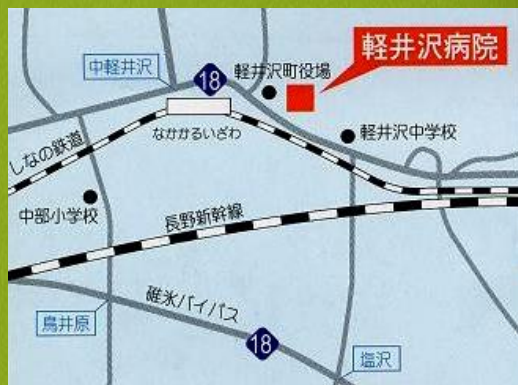 軽井沢病院
中軽井沢
18
軽井沢町役場
なかかるいざわ
軽井沢中学校
しなの鉄道
中部小学校
長野新幹線
碓氷バイパス
鳥井原
18
塩沢